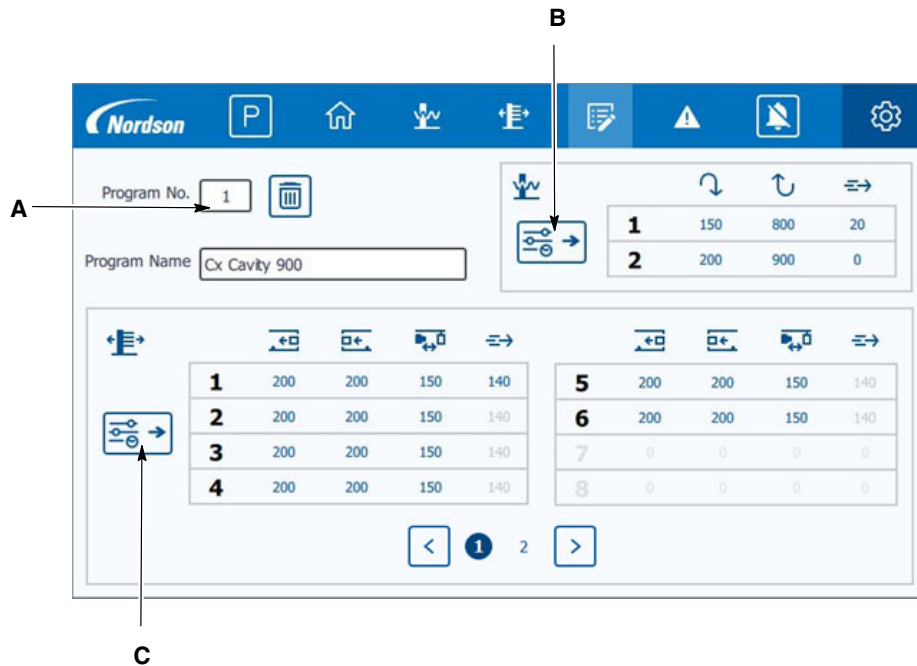 B
Nordson P
Program No. 1
A
1 150 800 20
2 200 900 0
Program Name Cx Cavity 900
1 200 200 150 140
2 200 200 150 140
3 200 200 150 140
4 200 200 150 140
5 200 200 150 140
6 200 200 150 140
7 0 0 0 0
8 0 0 0 0
< 1 2 >
C